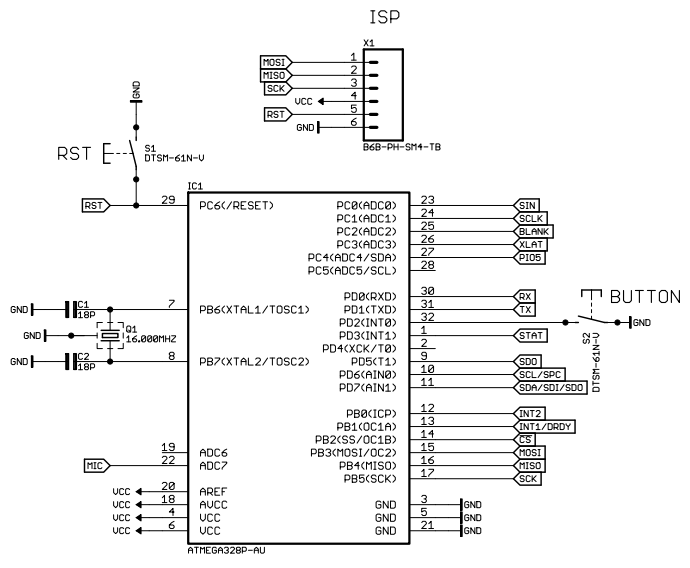 ISP
X1
MOSI 1
MISO 2
SCK 3
VCC 4
RST 5
GND 6
B6B-PH-SM4-TB
GND
RST
S1
DTSM-61N-V
IC1
RST 29 PC6(/RESET) PC0(ADC0) 23 SIN
PC1(ADC1) 24 SCLK
PC2(ADC2) 25 BLANK
PC3(ADC3) 26 XLAT
PC4(ADC4/SDA) 27 PIO5
PC5(ADC5/SCL) 28
PD0(RXD) 30 RX
GND C1 18P 7 PB6(XTAL1/TOSC1) PD1(TXD) 31 TX
BUTTON
PD2(INT0) 32 GND
S2
DTSM-61N-V
GND Q1
16.000MHZ
PD3(INT1) 1 STAT
PD4(XCK/T0) 2
GND C2 18P 8 PB7(XTAL2/TOSC2) PD5(T1) 9 SDO
PD6(AIN0) 10 SCL/SPC
PD7(AIN1) 11 SDA/SDI/SDO
PB0(ICP) 12 INT2
PB1(OC1A) 13 INT1/DRDY
PB2(SS/OC1B) 14 CS
19 ADC6 PB3(MOSI/OC2) 15 MOSI
MIC 22 ADC7 PB4(MISO) 16 MISO
PB5(SCK) 17 SCK
VCC 20 AREF
VCC 18 AVCC GND 3 GND
VCC 4 VCC GND 5 GND
VCC 6 VCC GND 21 GND
ATMEGA328P-AU